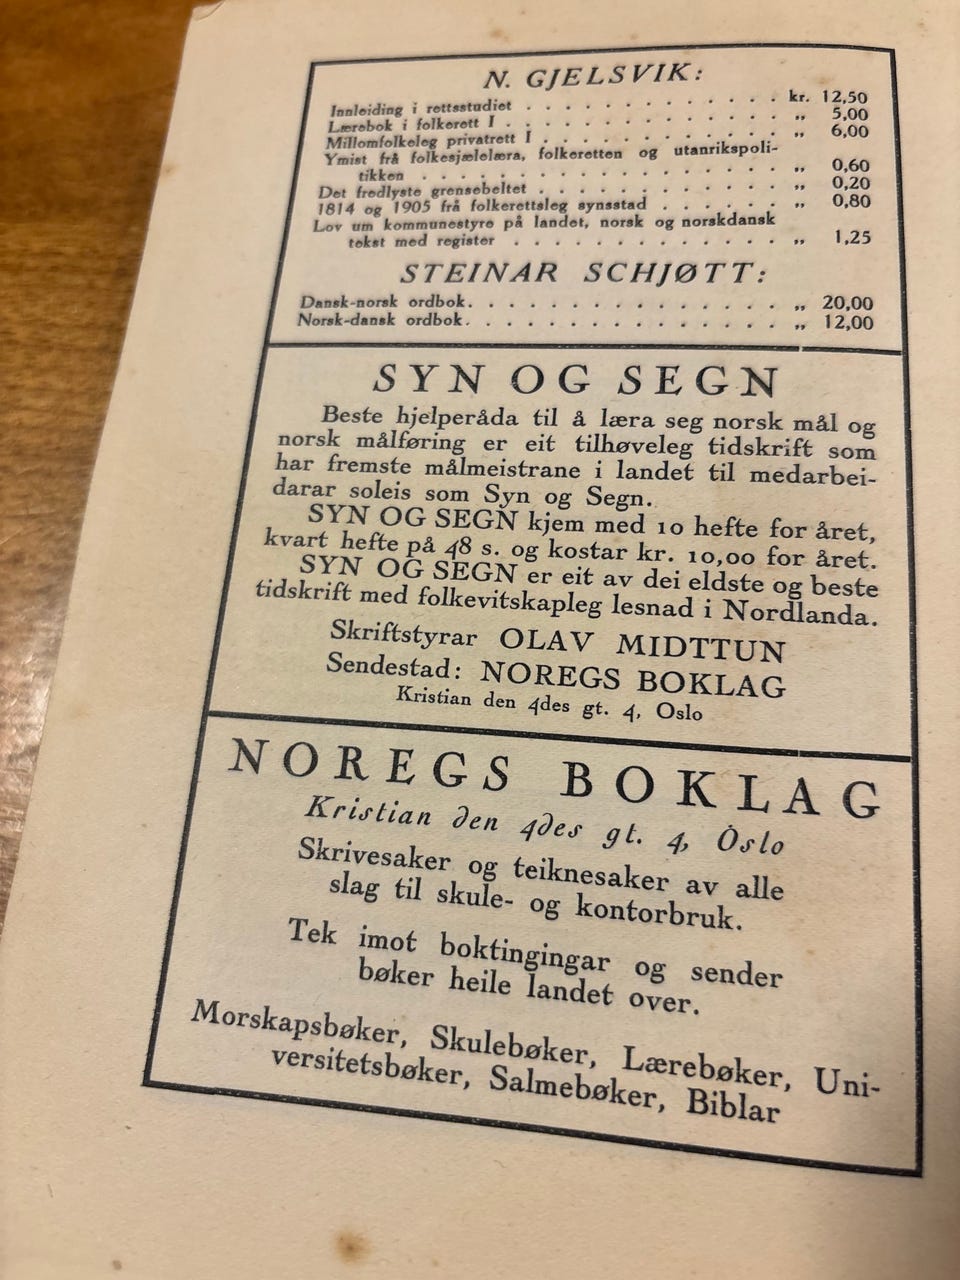 N. GJELSVIK:
Innleiding i rettsstudiet . . . . . . . . . . . . . kr. 12,50
Lærebok i folkerett I . . . . . . . . . . . . . „ 5,00
Millomfolkeleg privatrett I . . . . . . . . . . . „ 6,00
Ymist frå folkesjælelæra, folkeretten og utanrikspoli-
tikken . . . . . . . . . . . . . . . . . „ 0,60
Det fredlyste grensebeltet . . . . . . . . . . . . „ 0,20
1814 og 1905 frå folkerettsleg synsstad . . . . . . „ 0,80
Lov um kommunestyre på landet, norsk og norskdansk
tekst med register . . . . . . . . . . . . . „ 1,25
STEINAR SCHJØTT:
Dansk-norsk ordbok. . . . . . . . . . . . . . . „ 20,00
Norsk-dansk ordbok. . . . . . . . . . . . . . . „ 12,00
SYN OG SEGN
Beste hjelperåda til å læra seg norsk mål og
norsk målføring er eit tilhøveleg tidskrift som
har fremste målmeistrane i landet til medarbei-
darar soleis som Syn og Segn.
SYN OG SEGN kjem med 10 hefte for året,
kvart hefte på 48 s. og kostar kr. 10,00 for året.
SYN OG SEGN er eit av dei eldste og beste
tidskrift med folkevitskapleg lesnad i Nordlanda.
Skriftstyrar OLAV MIDTTUN
Sendestad: NOREGS BOKLAG
Kristian den 4des gt. 4, Oslo
NOREGS BOKLAG
Kristian den 4des gt. 4, Oslo
Skrivesaker og teiknesaker av alle
slag til skule- og kontorbruk.
Tek imot boktingingar og sender
bøker heile landet over.
Morskapsbøker, Skulebøker, Lærebøker, Uni-
versitetsbøker, Salmebøker, Biblar